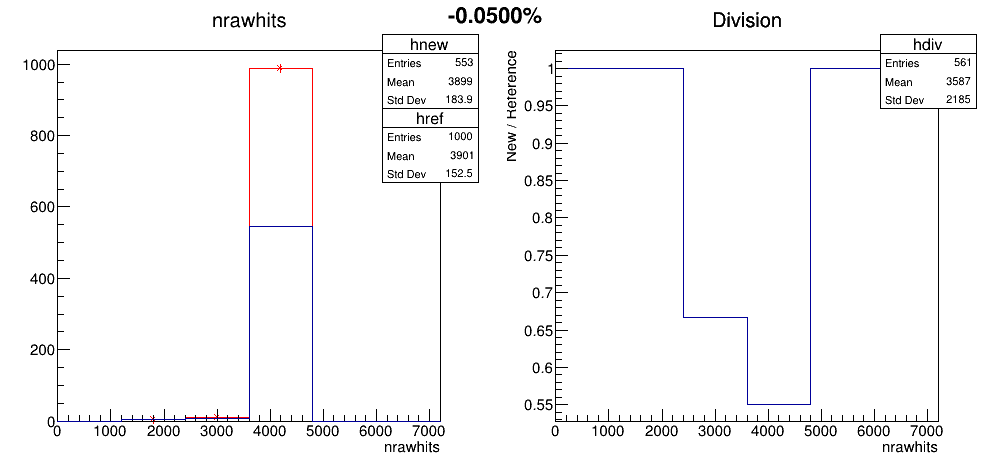 -0.0500%
nrawhits
hnew
Entries 553
Mean 3899
Std Dev 183.9
href
Entries 1000
Mean 3901
Std Dev 152.5
1000
800
600
400
200
0
0 1000 2000 3000 4000 5000 6000 7000
nrawhits
Division
hdiv
Entries 561
Mean 3587
Std Dev 2185
New / Reference
1
0.95
0.9
0.85
0.8
0.75
0.7
0.65
0.6
0.55
0 1000 2000 3000 4000 5000 6000 7000
nrawhits